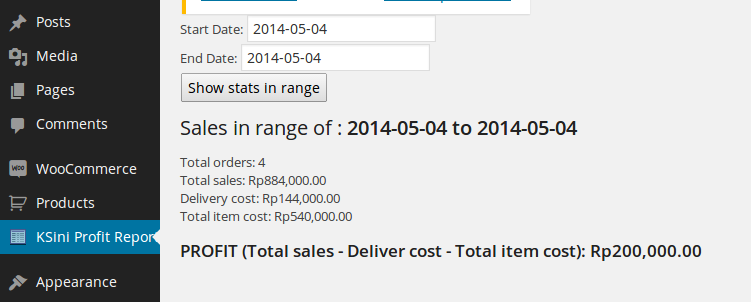 Posts
Media
Pages
Comments
WooCommerce
Products
KSini Profit Repor
Appearance
Start Date: 2014-05-04
End Date: 2014-05-04
Show stats in range
Sales in range of : 2014-05-04 to 2014-05-04
Total orders: 4
Total sales: Rp884,000.00
Delivery cost: Rp144,000.00
Total item cost: Rp540,000.00
PROFIT (Total sales - Deliver cost - Total item cost): Rp200,000.00